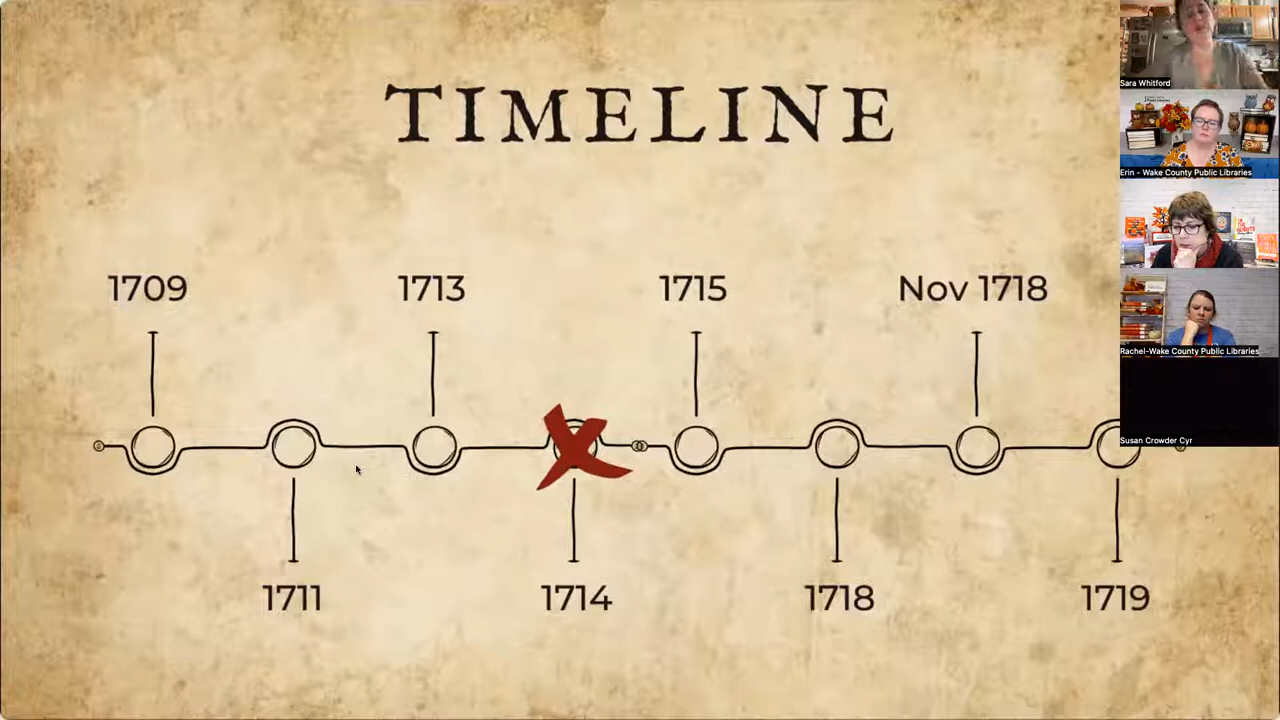 TIMELINE
1709
1713
1715
Nov 1718
1711
1714
1718
1719
Sara Whitford
Erin - Wake County Public Libraries
Rachel-Wake County Public Libraries
Susan Crowder Cyr